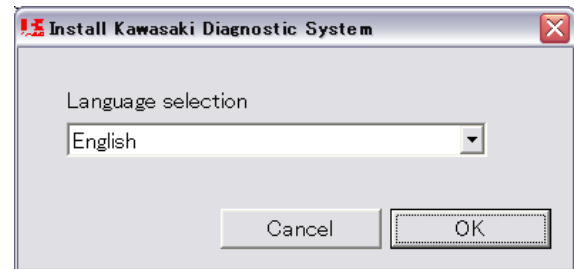 Install Kawasaki Diagnostic System
Language selection
English
Cancel
OK